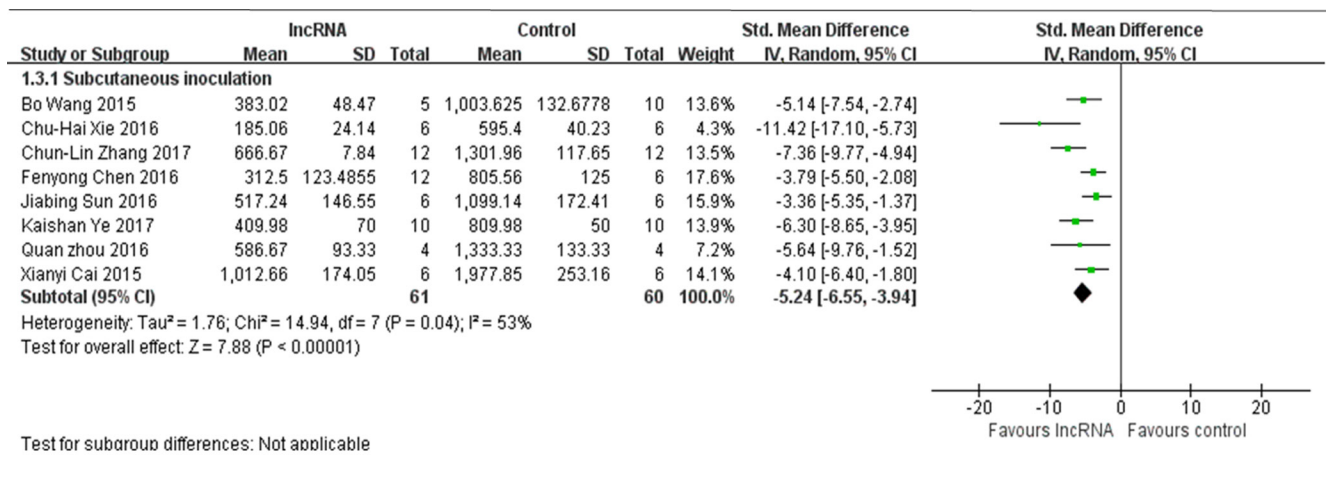 lncRNA Control Std. Mean Difference Std. Mean Difference
Study or Subgroup Mean SD Total Mean SD Total Weight IV, Random, 95% CI IV, Random, 95% CI
1.3.1 Subcutaneous inoculation
Bo Wang 2015 383.02 48.47 5 1,003.625 132.6778 10 13.6% -5.14 [-7.54, -2.74]
Chu-Hai Xie 2016 185.06 24.14 6 595.4 40.23 6 4.3% -11.42 [-17.10, -5.73]
Chun-Lin Zhang 2017 666.67 7.84 12 1,301.96 117.65 12 13.5% -7.36 [-9.77, -4.94]
Fenyong Chen 2016 312.5 123.4855 12 805.56 125 6 17.6% -3.79 [-5.50, -2.08]
Jiabing Sun 2016 517.24 146.55 6 1,099.14 172.41 6 15.9% -3.36 [-5.35, -1.37]
Kaishan Ye 2017 409.98 70 10 809.98 50 10 13.9% -6.30 [-8.65, -3.95]
Quan zhou 2016 586.67 93.33 4 1,333.33 133.33 4 7.2% -5.64 [-9.76, -1.52]
Xianyi Cai 2015 1,012.66 174.05 6 1,977.85 253.16 6 14.1% -4.10 [-6.40, -1.80]
Subtotal (95% CI) 61 60 100.0% -5.24 [-6.55, -3.94]
Heterogeneity: Tau² = 1.76; Chi² = 14.94, df = 7 (P = 0.04); I² = 53%
Test for overall effect: Z = 7.88 (P < 0.00001)
-20 -10 0 10 20
Favours lncRNA Favours control
Test for subgroup differences: Not applicable